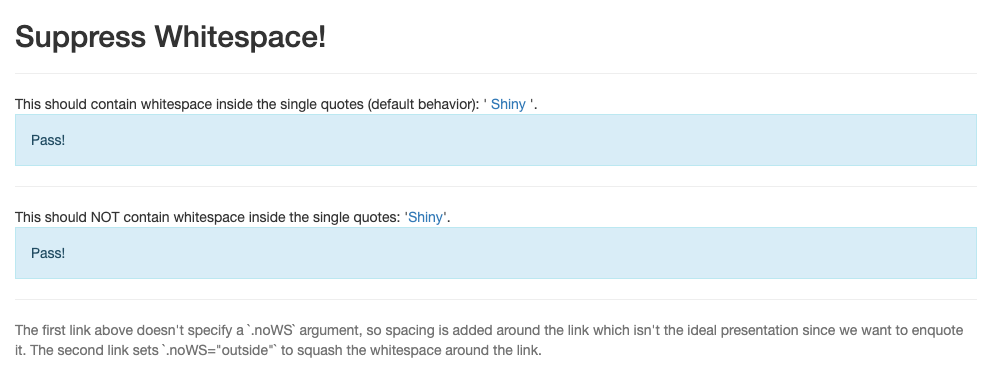 Suppress Whitespace!
This should contain whitespace inside the single quotes (default behavior): ' Shiny '.
Pass!
This should NOT contain whitespace inside the single quotes: 'Shiny'.
Pass!
The first link above doesn't specify a `.noWS` argument, so spacing is added around the link which isn't the ideal presentation since we want to enquote
it. The second link sets `.noWS="outside"` to squash the whitespace around the link.